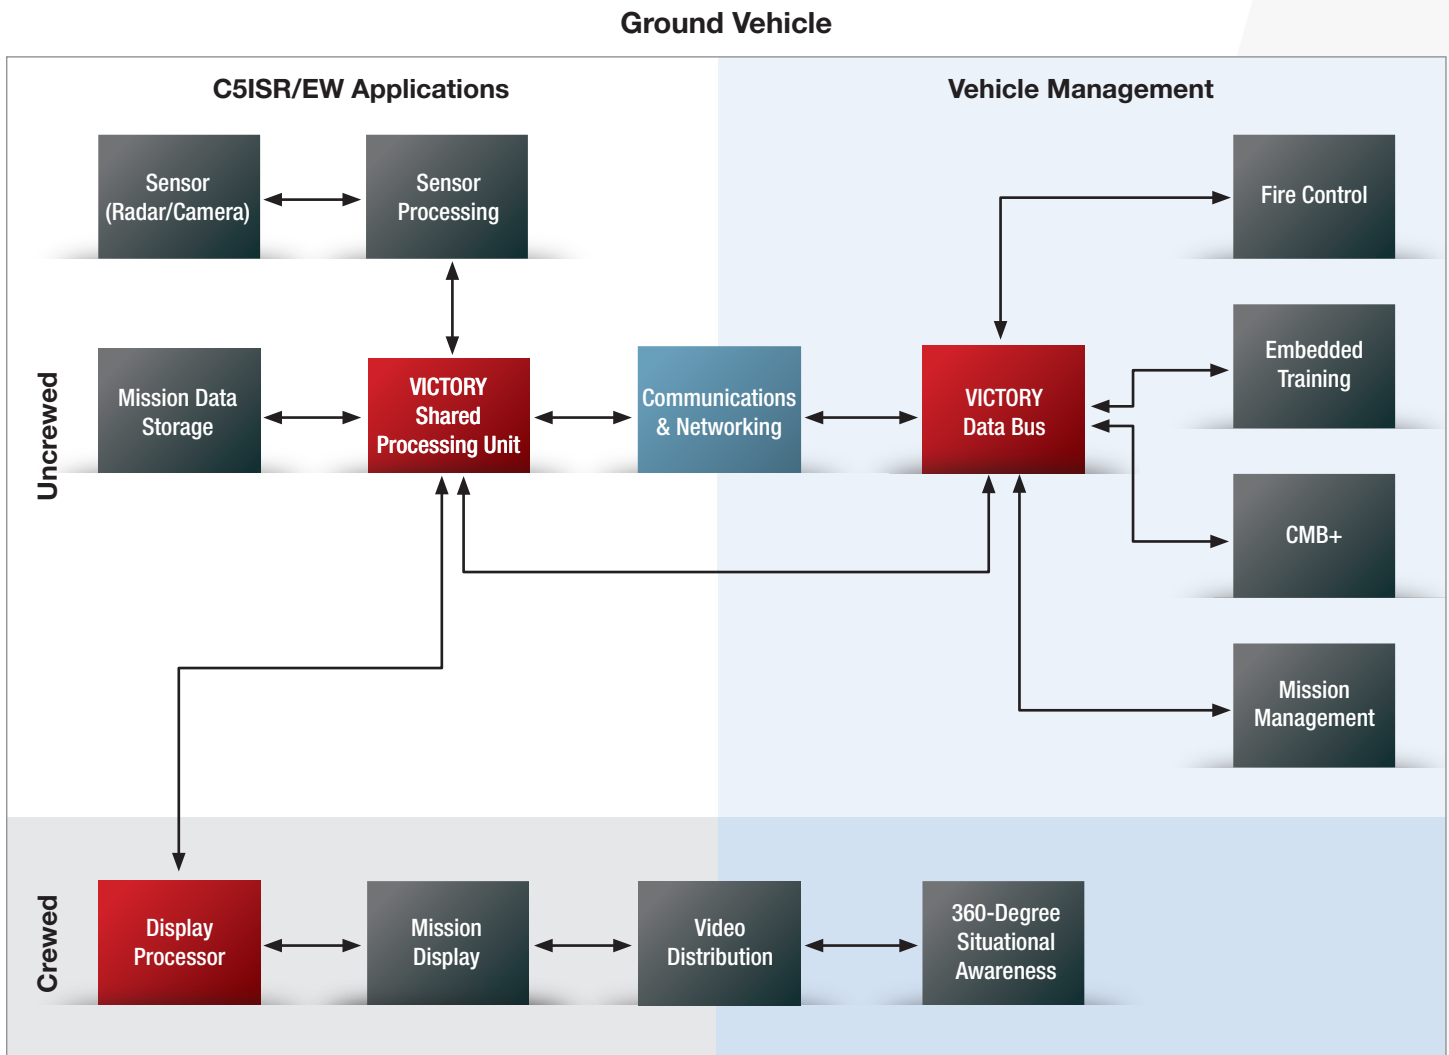 Ground Vehicle
C5ISR/EW Applications
Vehicle Management
Sensor
(Radar/Camera)
Sensor
Processing
Fire Control
Uncrewed
Mission Data
Storage
VICTORY
Shared
Processing Unit
Communications
& Networking
VICTORY
Data Bus
Embedded
Training
CMB+
Mission
Management
Crewed
Display
Processor
Mission
Display
Video
Distribution
360-Degree
Situational
Awareness